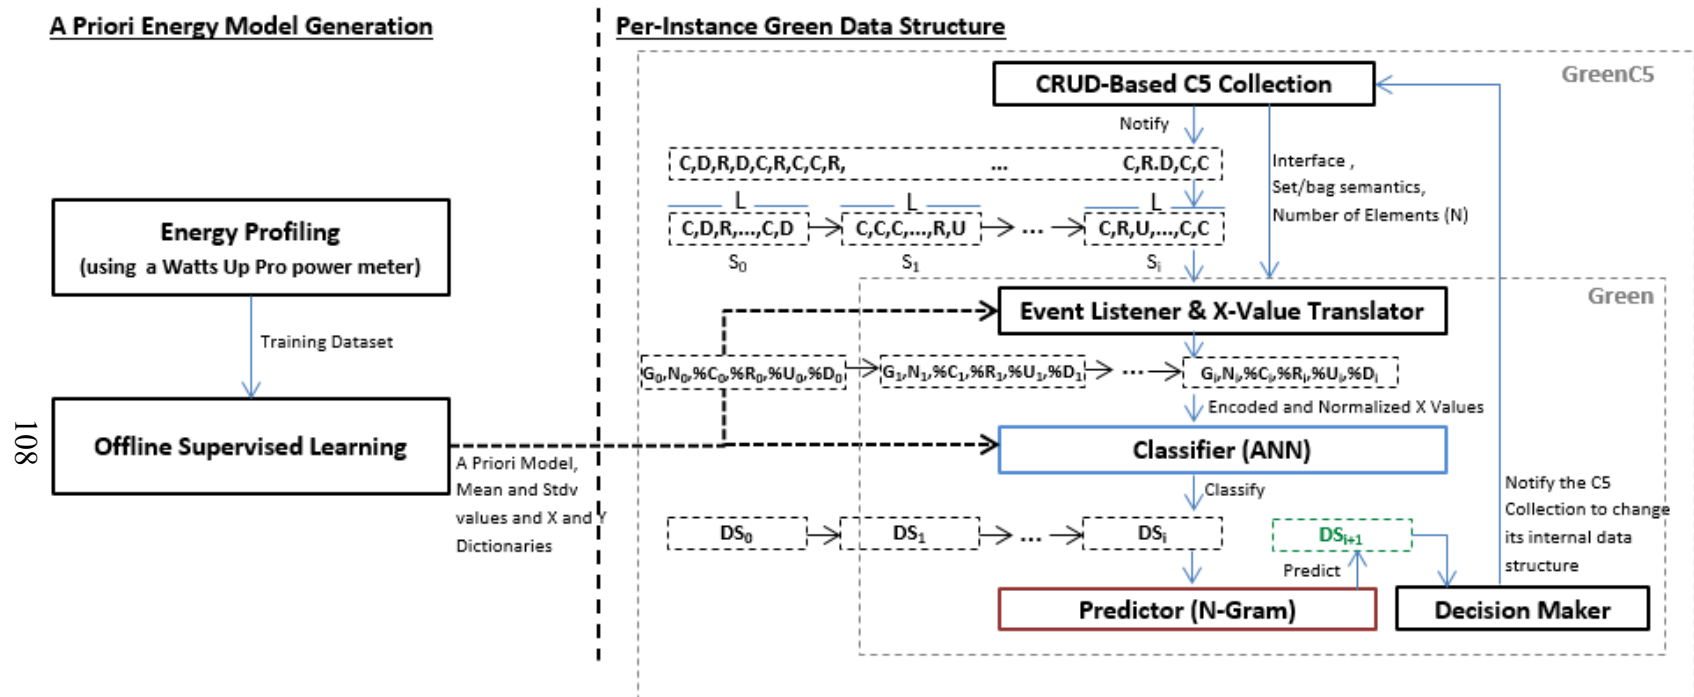 A Priori Energy Model Generation
Per-Instance Green Data Structure
GreenC5
CRUD-Based C5 Collection
Notify
C,D,R,D,C,R,C,C,R, ... C,R.D,C,C
Interface ,
Set/bag semantics,
Number of Elements (N)
L L L
C,D,R,...,C,D C,C,C,...,R,U ... C,R,U,...,C,C
S0 S1 Si
Energy Profiling
(using a Watts Up Pro power meter)
Training Dataset
Offline Supervised Learning
108
A Priori Model,
Mean and Stdv
values and X and Y
Dictionaries
Green
Event Listener & X-Value Translator
G0,N0,%C0,%R0,%U0,%D0 G1,N1,%C1,%R1,%U1,%D1 ... Gi,Ni,%Ci,%Ri,%Ui,%Di
Encoded and Normalized X Values
Classifier (ANN)
Classify
DS0 DS1 ... DSi DSi+1
Predict
Predictor (N-Gram)
Decision Maker
Notify the C5
Collection to change
its internal data
structure